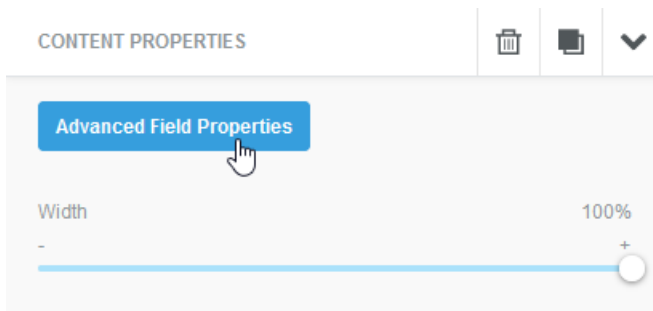 CONTENT PROPERTIES
Advanced Field Properties
Width 100%
- +